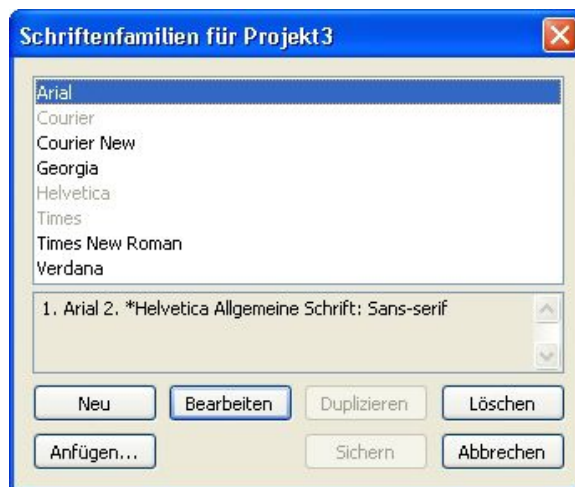 Schriftenfamilien für Projekt3
Arial
Courier
Courier New
Georgia
Helvetica
Times
Times New Roman
Verdana
1. Arial 2. *Helvetica Allgemeine Schrift: Sans-serif
Neu Bearbeiten Duplizieren Löschen
Anfügen... Sichern Abbrechen